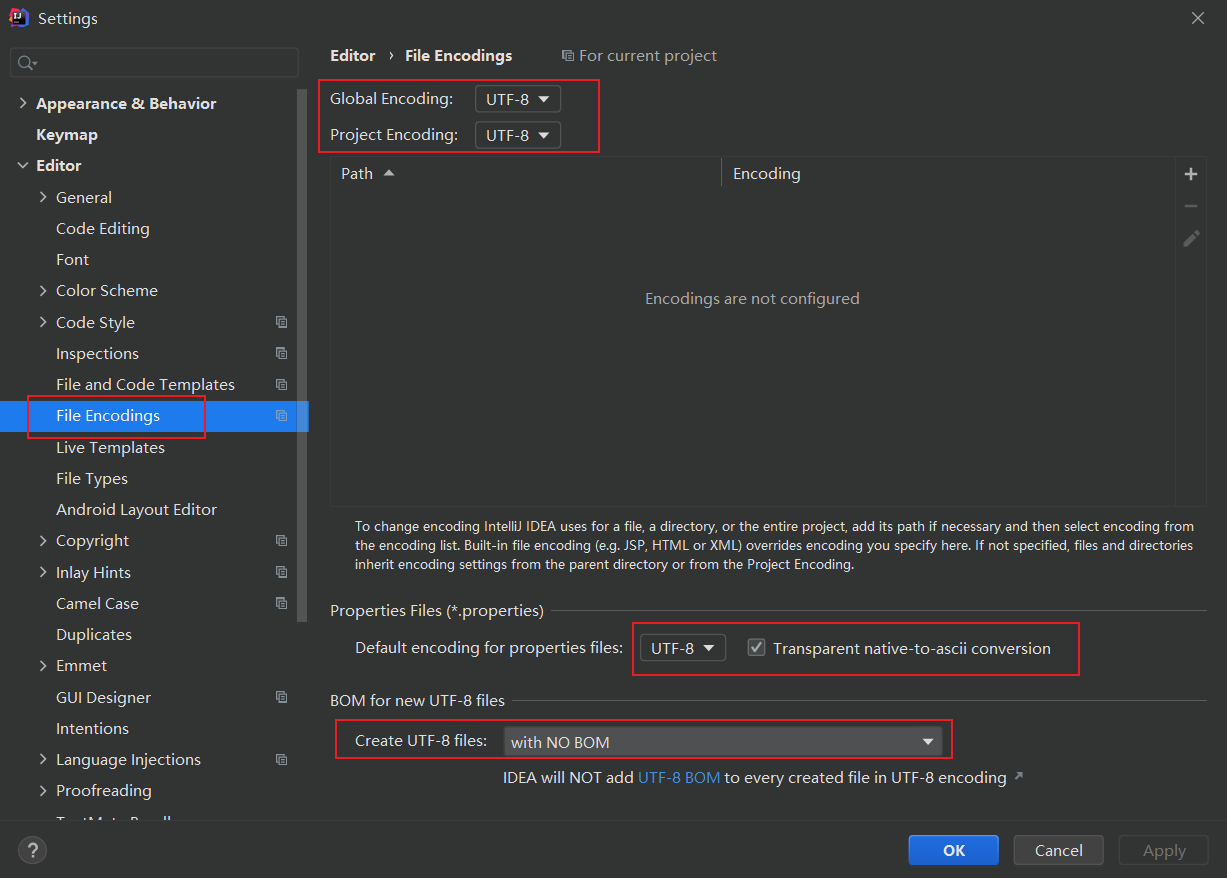 Settings
Editor › File Encodings For current project
Appearance & Behavior
Keymap
Editor
General
Code Editing
Font
Color Scheme
Code Style
Inspections
File and Code Templates
File Encodings
Live Templates
File Types
Android Layout Editor
Copyright
Inlay Hints
Camel Case
Duplicates
Emmet
GUI Designer
Intentions
Language Injections
Proofreading
Global Encoding: UTF-8
Project Encoding: UTF-8
Path Encoding
Encodings are not configured
To change encoding IntelliJ IDEA uses for a file, a directory, or the entire project, add its path if necessary and then select encoding from
the encoding list. Built-in file encoding (e.g. JSP, HTML or XML) overrides encoding you specify here. If not specified, files and directories
inherit encoding settings from the parent directory or from the Project Encoding.
Properties Files (*.properties)
Default encoding for properties files: UTF-8 Transparent native-to-ascii conversion
BOM for new UTF-8 files
Create UTF-8 files: with NO BOM
IDEA will NOT add UTF-8 BOM to every created file in UTF-8 encoding ↗
? OK Cancel Apply